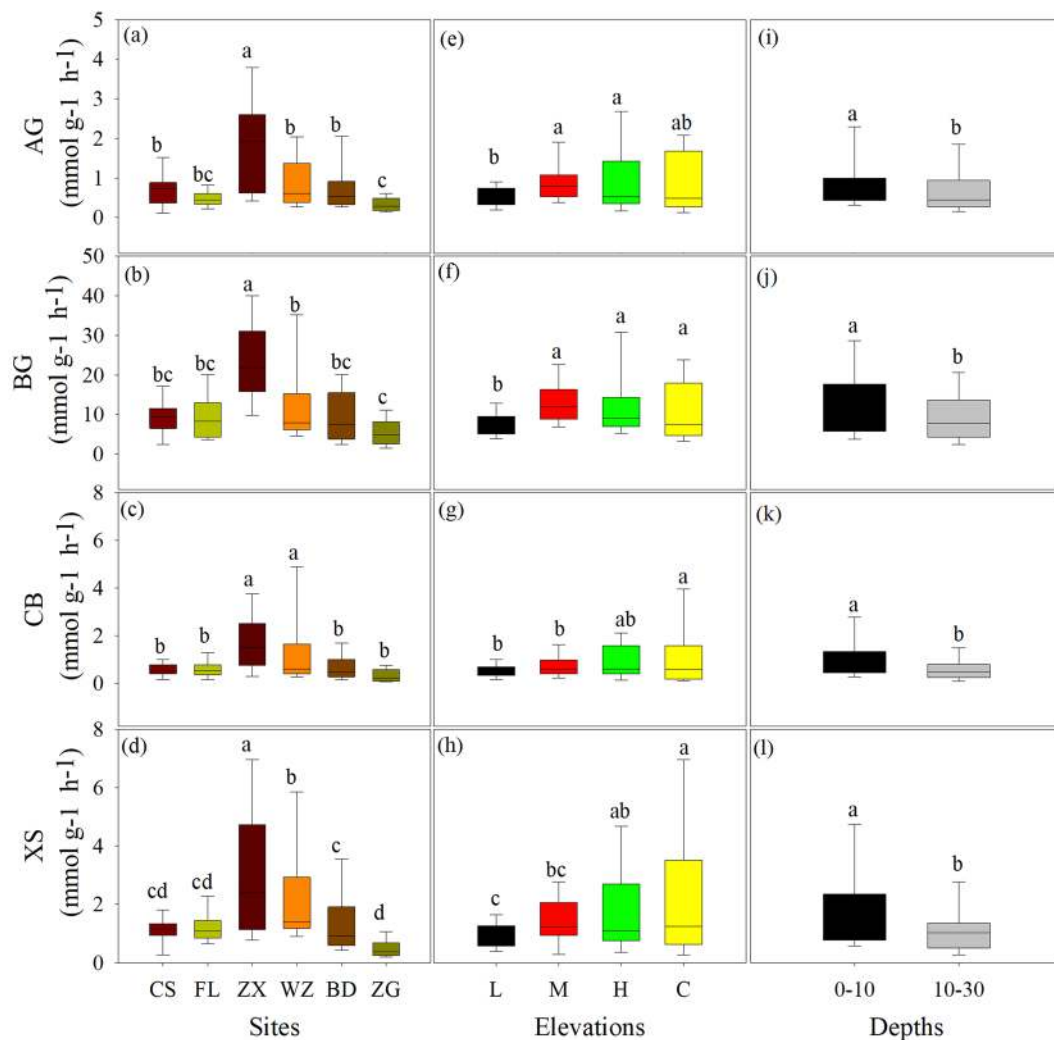 (a)
(e)
(i)
5
4
3
2
1
0
AG
(mmol g-1 h-1)
b
bc
a
b
b
c
b
a
a
ab
a
b
(b)
(f)
(j)
50
40
30
20
10
0
BG
(mmol g-1 h-1)
bc
bc
a
b
bc
c
b
a
a
a
a
b
(c)
(g)
(k)
8
6
4
2
0
CB
(mmol g-1 h-1)
b
b
a
a
b
b
b
b
ab
a
a
b
(d)
(h)
(l)
8
6
4
2
0
XS
(mmol g-1 h-1)
cd
cd
a
b
c
d
c
bc
ab
a
a
b
CS FL ZX WZ BD ZG
L M H C
0-10 10-30
Sites
Elevations
Depths